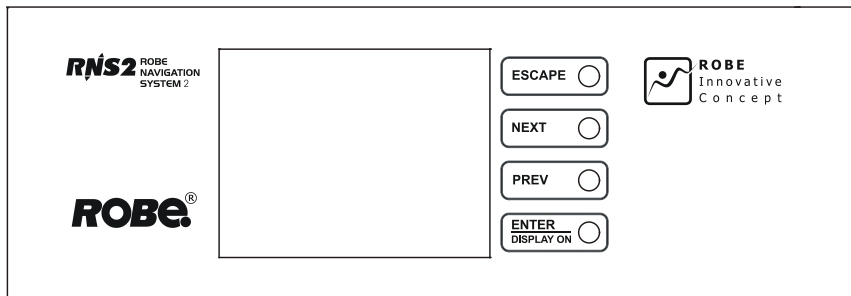 RNS2 ROBE
NAVIGATION
SYSTEM 2
ROBE®
ESCAPE
NEXT
PREV
ENTER
DISPLAY ON
ROBE
Innovative
Concept